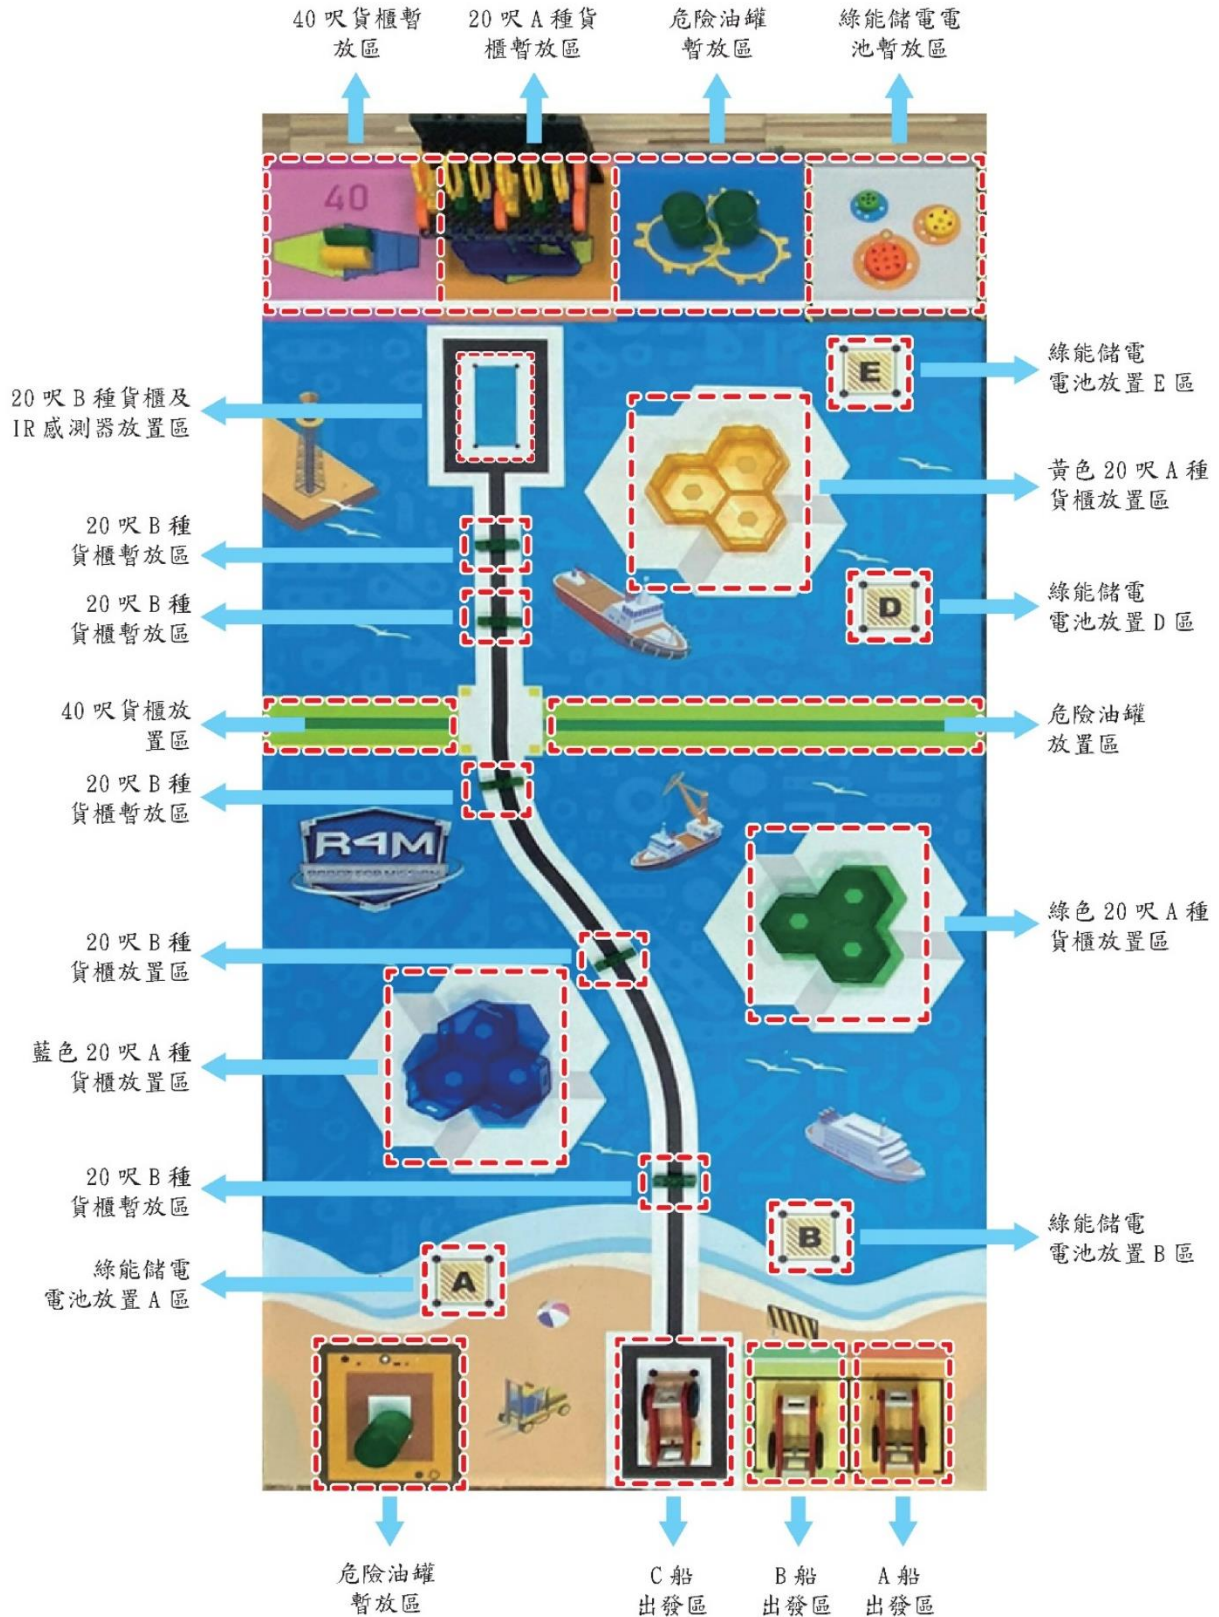 40 呎貨櫃暫
放區
20 呎 A 種貨
櫃暫放區
危險油罐
暫放區
綠能儲電電
池暫放區
40
E
綠能儲電
電池放置 E 區
20 呎 B 種貨櫃及
IR 感測器放置區
黃色 20 呎 A 種
貨櫃放置區
20 呎 B 種
貨櫃暫放區
20 呎 B 種
貨櫃暫放區
D
綠能儲電
電池放置 D 區
40 呎貨櫃放
置區
危險油罐
放置區
20 呎 B 種
貨櫃暫放區
R4M
ROBOT FOR MISSION
綠色 20 呎 A 種
貨櫃放置區
20 呎 B 種
貨櫃放置區
藍色 20 呎 A 種
貨櫃放置區
20 呎 B 種
貨櫃暫放區
B
綠能儲電
電池放置 B 區
A
綠能儲電
電池放置 A 區
危險油罐
暫放區
C 船
出發區
B 船
出發區
A 船
出發區